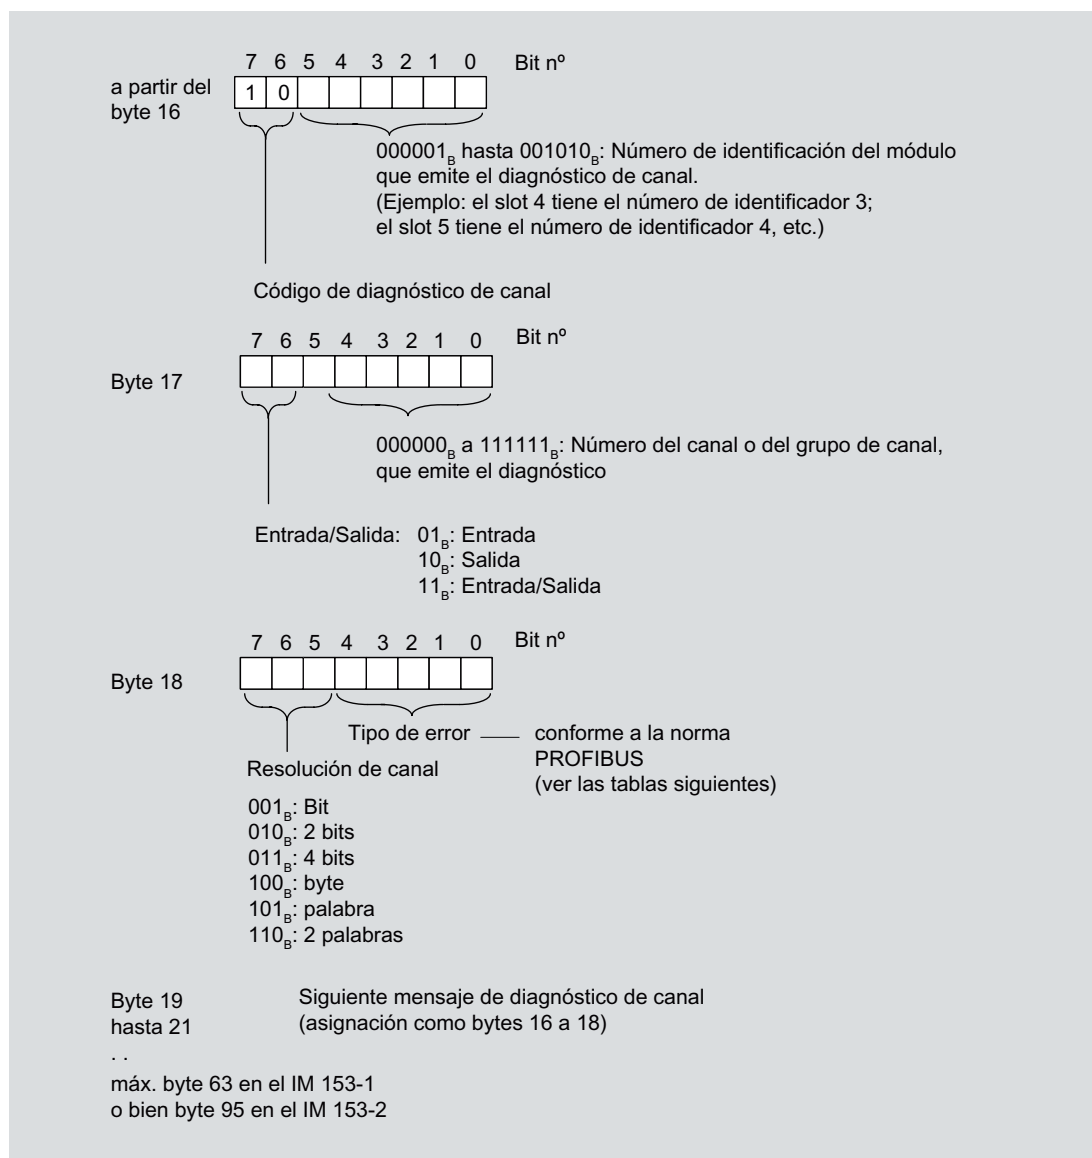 7 6 5 4 3 2 1 0 Bit nº
a partir del
byte 16
1 0
000001B hasta 001010B: Número de identificación del módulo
que emite el diagnóstico de canal.
(Ejemplo: el slot 4 tiene el número de identificador 3;
el slot 5 tiene el número de identificador 4, etc.)
Código de diagnóstico de canal
7 6 5 4 3 2 1 0 Bit nº
Byte 17
000000B a 111111B: Número del canal o del grupo de canal,
que emite el diagnóstico
Entrada/Salida: 01B: Entrada
10B: Salida
11B: Entrada/Salida
7 6 5 4 3 2 1 0 Bit nº
Byte 18
Tipo de error conforme a la norma
PROFIBUS
(ver las tablas siguientes)
Resolución de canal
001B: Bit
010B: 2 bits
011B: 4 bits
100B: byte
101B: palabra
110B: 2 palabras
Byte 19
hasta 21
Siguiente mensaje de diagnóstico de canal
(asignación como bytes 16 a 18)
. .
máx. byte 63 en el IM 153-1
o bien byte 95 en el IM 153-2